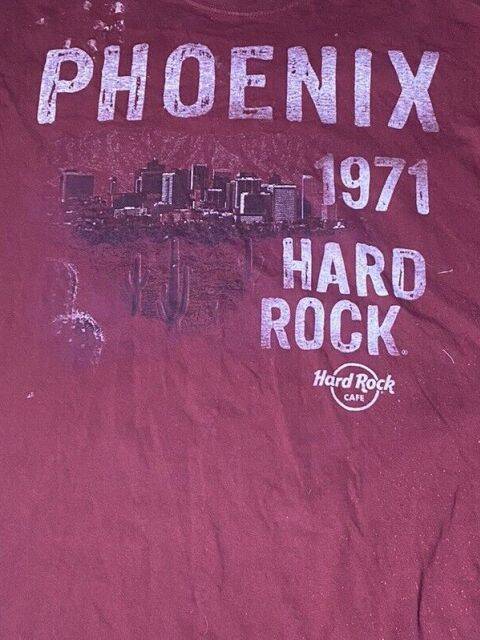 PHOENIX
1971
HARD
ROCK®
Hard Rock
CAFE